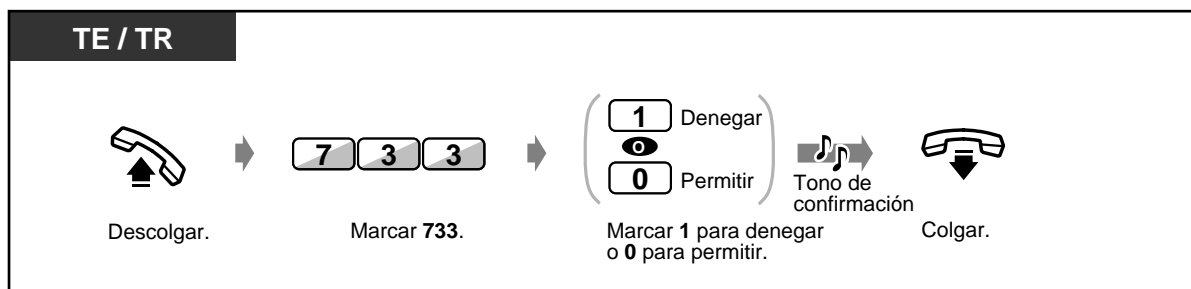 TE / TR
7 3 3
1 Denegar
o
0 Permitir
Tono de
confirmación
Descolgar.
Marcar 733.
Marcar 1 para denegar
o 0 para permitir.
Colgar.